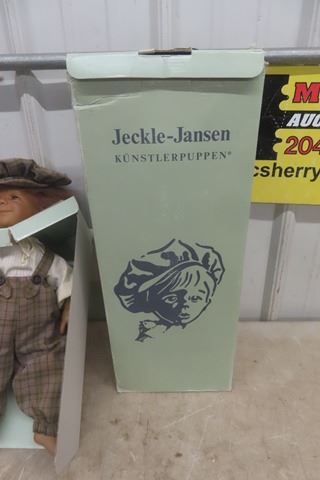 Jeckle-Jansen
KÜNSTLERPUPPEN®
M
AUC
204
csherry